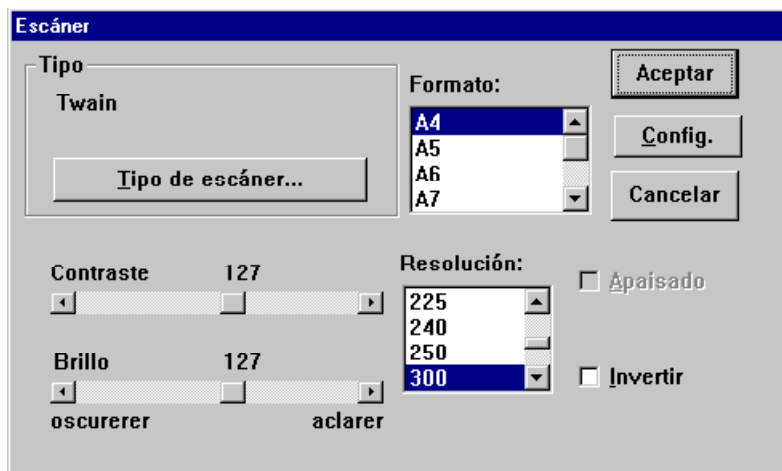 Escáner
Tipo
Twain
Tipo de escáner...
Formato:
A4
A5
A6
A7
Aceptar
Config.
Cancelar
Contraste 127
Brillo 127
oscurerer aclarer
Resolución:
225
240
250
300
Apaisado
Invertir